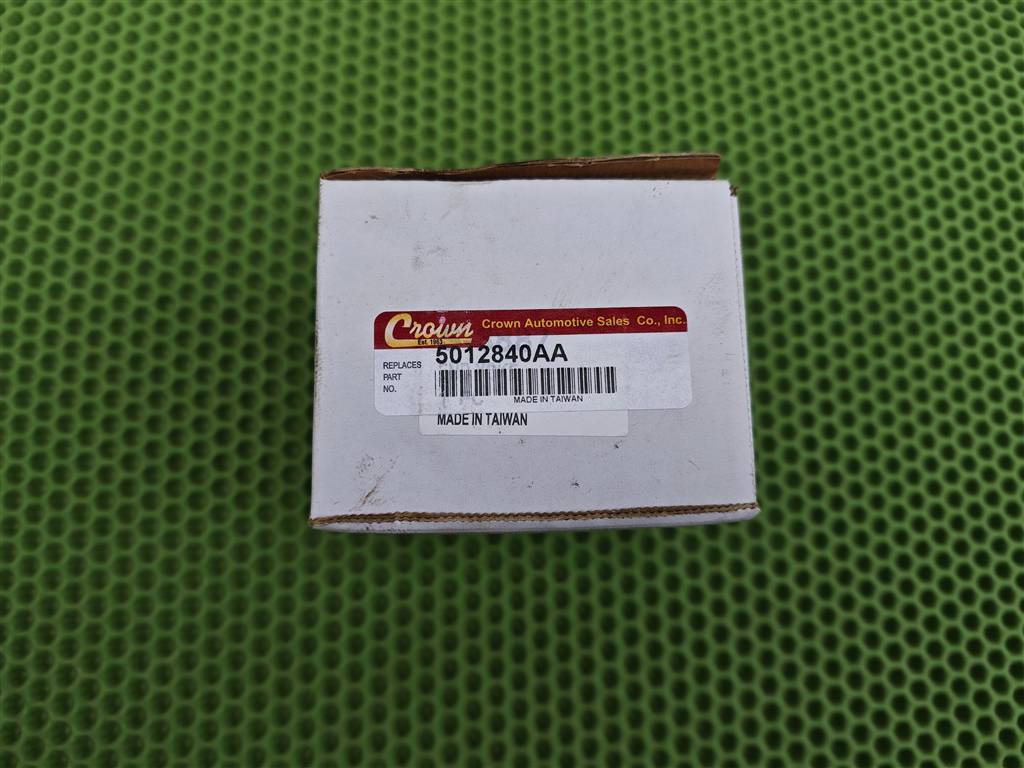 Crown
Est. 1963
Crown Automotive Sales Co., Inc.
REPLACES
PART
NO.
5012840AA
MADE IN TAIWAN
MADE IN TAIWAN